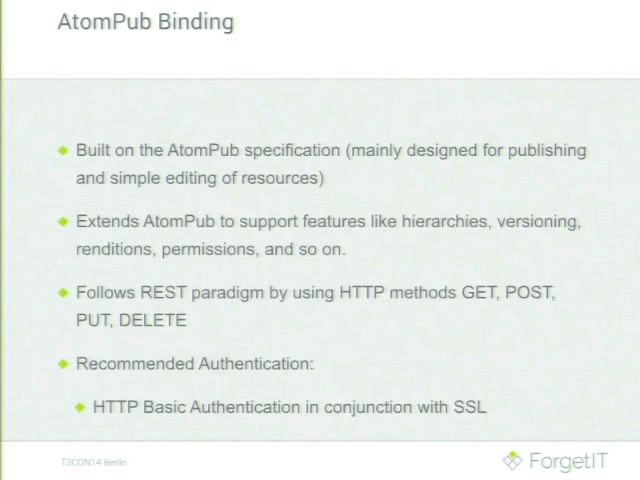 AtomPub Binding
Built on the AtomPub specification (mainly designed for publishing
and simple editing of resources)
Extends AtomPub to support features like hierarchies, versioning,
renditions, permissions, and so on.
Follows REST paradigm by using HTTP methods GET, POST,
PUT, DELETE
Recommended Authentication:
HTTP Basic Authentication in conjunction with SSL
T3CON14 Berlin
ForgetIT